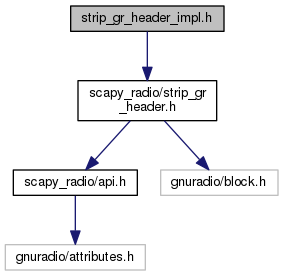 strip_gr_header_impl.h
scapy_radio/strip_gr
_header.h
scapy_radio/api.h
gnuradio/block.h
gnuradio/attributes.h